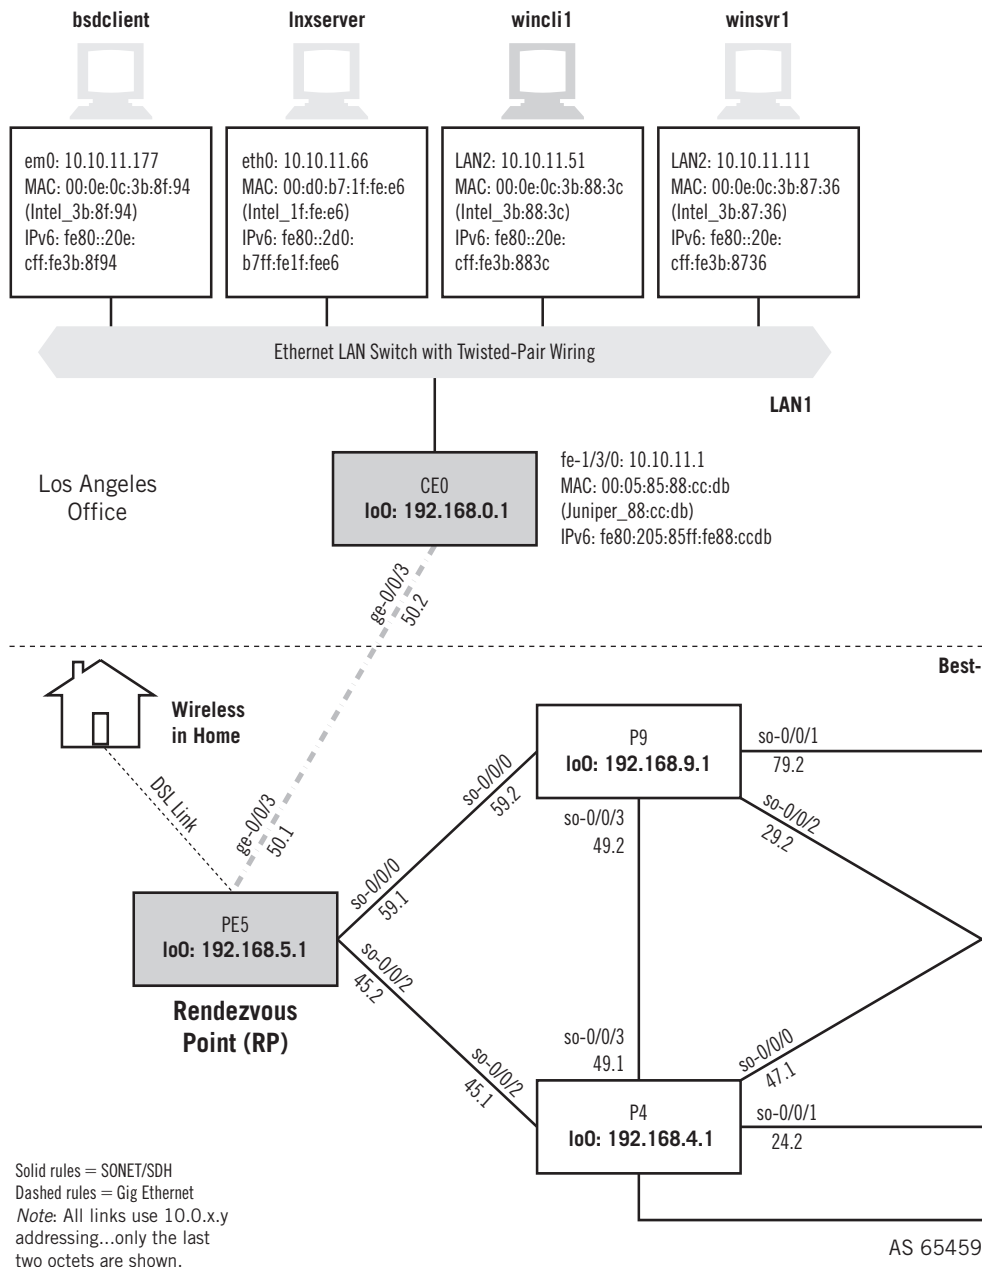 bsdclient
lnxserver
wincli1
winsvr1
em0: 10.10.11.177
MAC: 00:0e:0c:3b:8f:94
(Intel_3b:8f:94)
IPv6: fe80::20e:
cff:fe3b:8f94
eth0: 10.10.11.66
MAC: 00:d0:b7:1f:fe:e6
(Intel_1f:fe:e6)
IPv6: fe80::2d0:
b7ff:fe1f:fee6
LAN2: 10.10.11.51
MAC: 00:0e:0c:3b:88:3c
(Intel_3b:88:3c)
IPv6: fe80::20e:
cff:fe3b:883c
LAN2: 10.10.11.111
MAC: 00:0e:0c:3b:87:36
(Intel_3b:87:36)
IPv6: fe80::20e:
cff:fe3b:8736
Ethernet LAN Switch with Twisted-Pair Wiring
LAN1
Los Angeles
Office
CE0
lo0: 192.168.0.1
fe-1/3/0: 10.10.11.1
MAC: 00:05:85:88:cc:db
(Juniper_88:cc:db)
IPv6: fe80:205:85ff:fe88:ccdb
ge-0/0/3
50.2
Best-
Wireless
in Home
DSL Link
ge-0/0/3
50.1
P9
lo0: 192.168.9.1
so-0/0/1
79.2
so-0/0/0
59.2
so-0/0/3
49.2
so-0/0/2
29.2
so-0/0/0
59.1
PE5
lo0: 192.168.5.1
so-0/0/2
45.2
Rendezvous
Point (RP)
so-0/0/2
45.1
so-0/0/3
49.1
so-0/0/0
47.1
P4
lo0: 192.168.4.1
so-0/0/1
24.2
Solid rules = SONET/SDH
Dashed rules = Gig Ethernet
Note: All links use 10.0.x.y
addressing...only the last
two octets are shown.
AS 65459